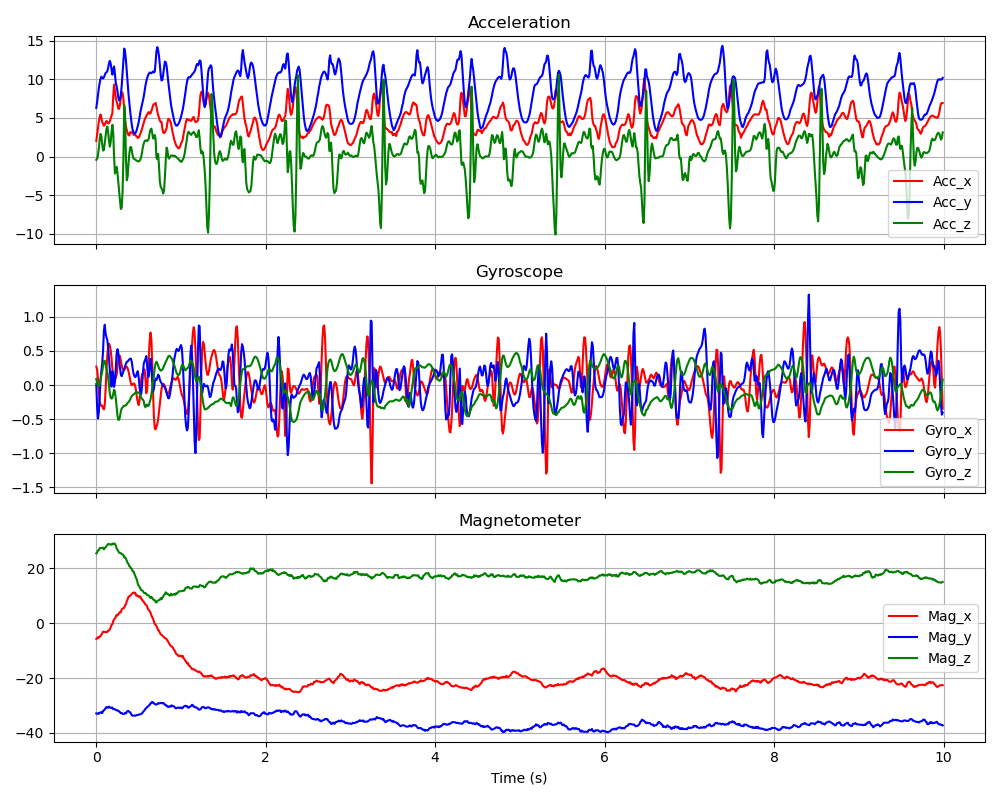 Acceleration
15
10
5
0
−5
−10
Acc_x
Acc_y
Acc_z
Gyroscope
1.0
0.5
0.0
−0.5
−1.0
−1.5
Gyro_x
Gyro_y
Gyro_z
Magnetometer
20
0
−20
−40
Mag_x
Mag_y
Mag_z
0 2 4 6 8 10
Time (s)